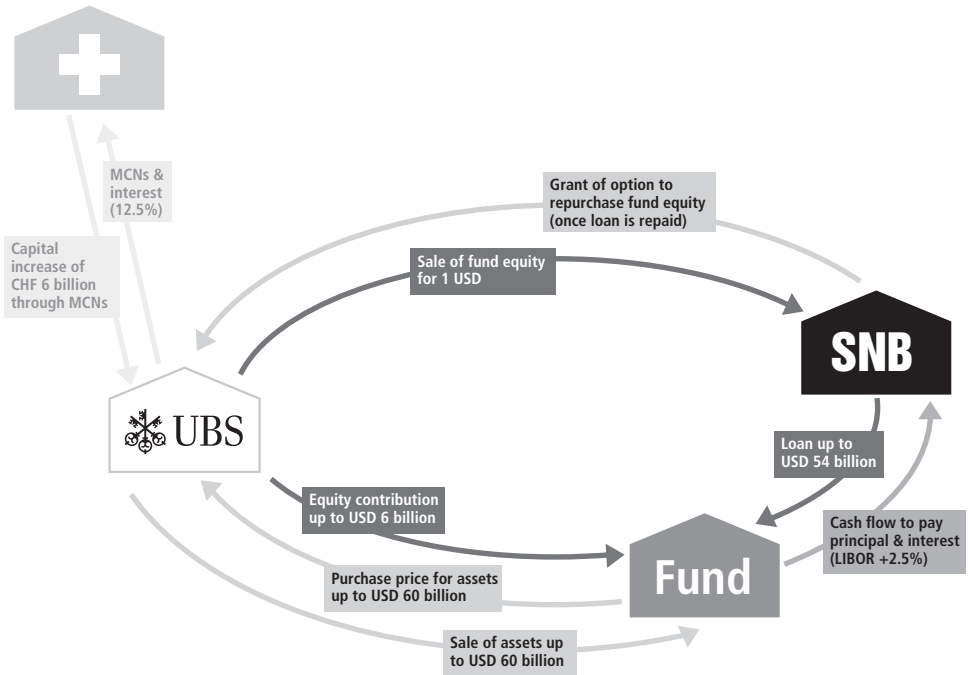 MCNs &
interest
(12.5%)
Capital
increase of
CHF 6 billion
through MCNs
Grant of option to
repurchase fund equity
(once loan is repaid)
Sale of fund equity
for 1 USD
SNB
UBS
Loan up to
USD 54 billion
Equity contribution
up to USD 6 billion
Cash flow to pay
principal & interest
(LIBOR +2.5%)
Fund
Purchase price for assets
up to USD 60 billion
Sale of assets up
to USD 60 billion